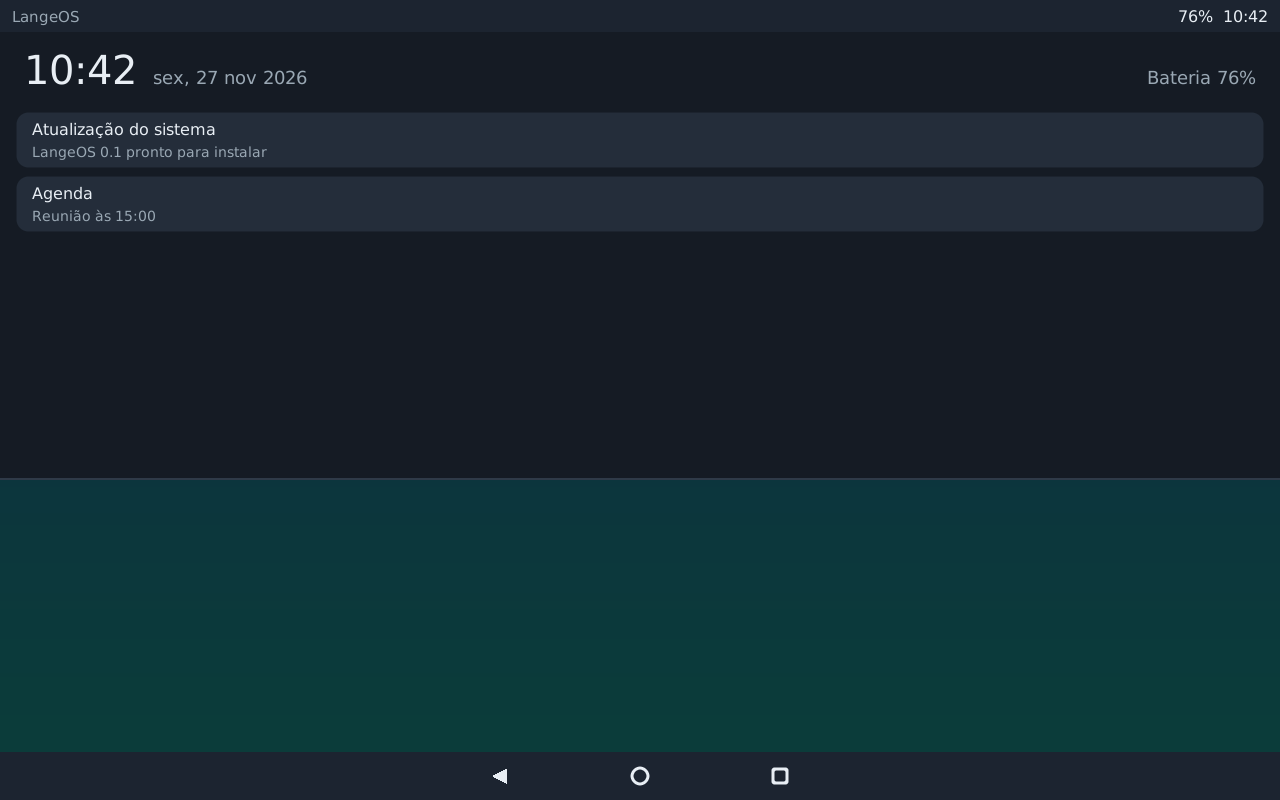 LangeOS
76% 10:42
10:42 sex, 27 nov 2026
Bateria 76%
Atualização do sistema
LangeOS 0.1 pronto para instalar
Agenda
Reunião às 15:00